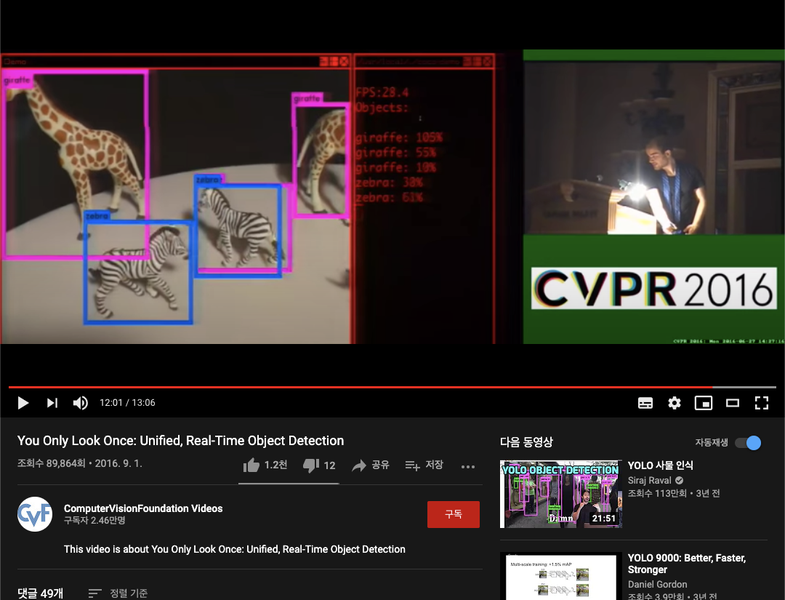 giraffe
giraffe
zebra
zebra
FPS:28.4
Objects:
giraffe: 105%
giraffe: 55%
giraffe: 10%
zebra: 30%
zebra: 61%
CVPR 2016
You Only Look Once: Unified, Real-Time Object Detection
12:01 / 13:06
조회수 89,864회 • 2016. 9. 1.
1.2천
12
공유
저장
CVF
ComputerVisionFoundation Videos
구독자 2.46만명
구독
This video is about You Only Look Once: Unified, Real-Time Object Detection
댓글 49개
정렬 기준
다음 동영상
자동재생
YOLO OBJECT DETECTION
Damn
21:51
YOLO 사물 인식
Siraj Raval
조회수 113만회 • 3년 전
YOLO 9000: Better, Faster,
Stronger
Daniel Gordon
조회수 3.9만회 • 3년 전